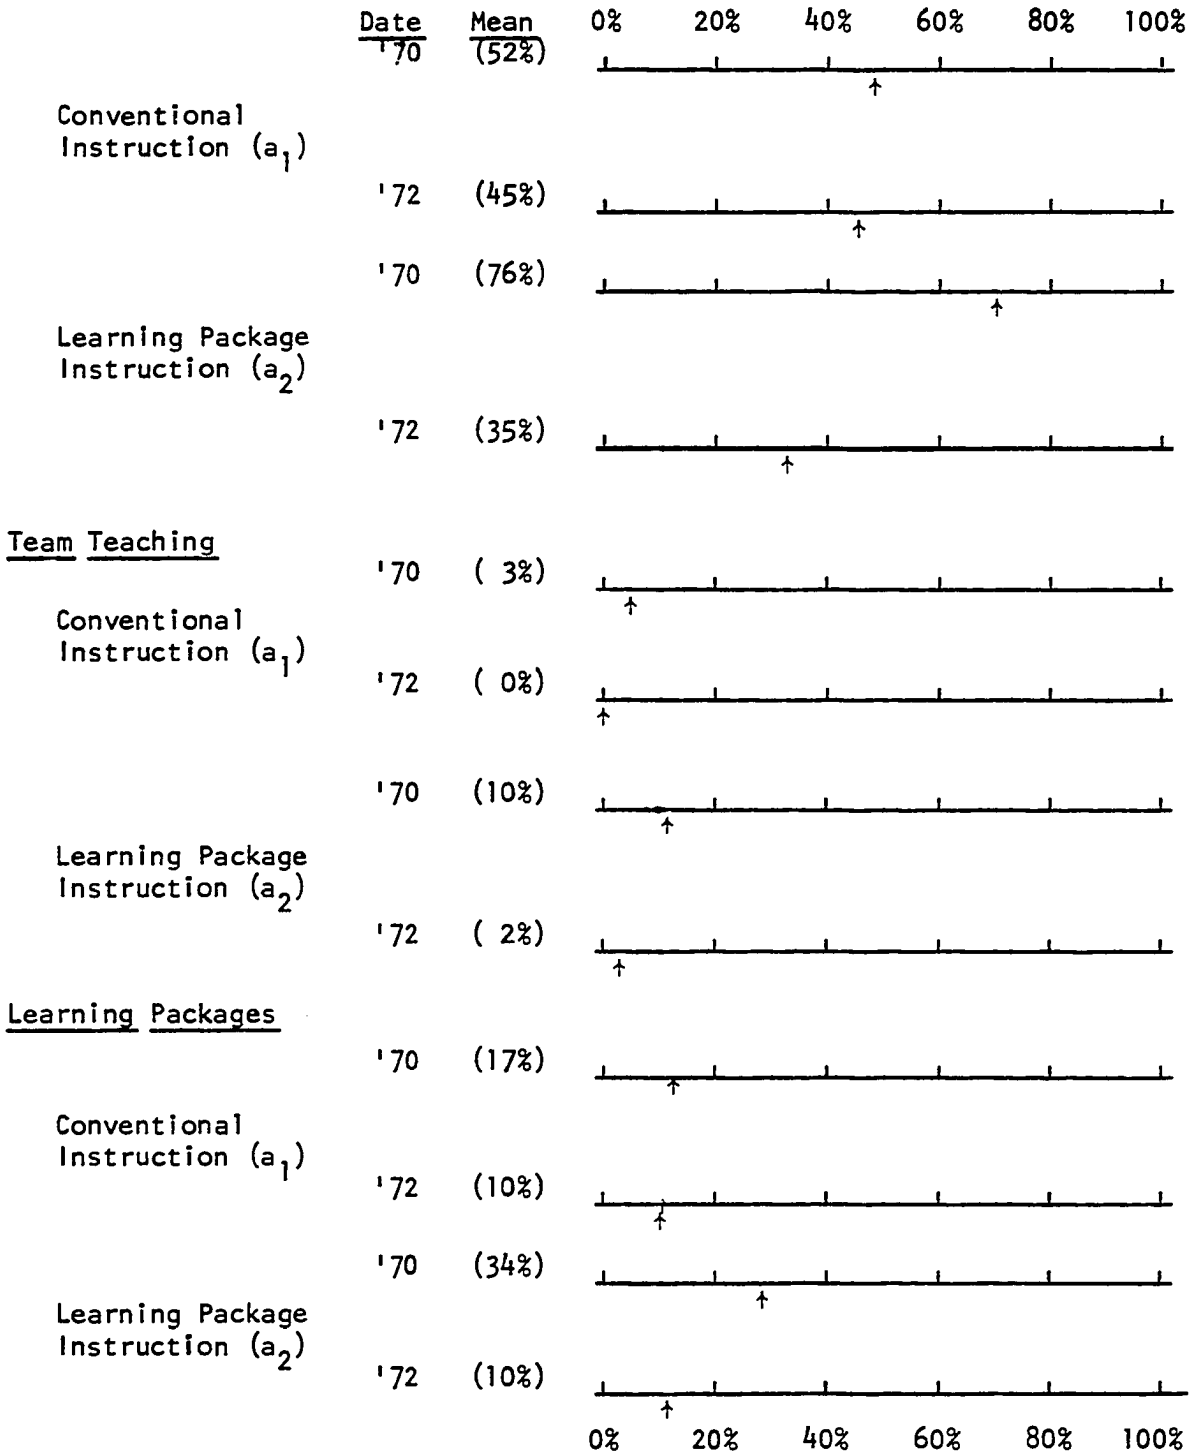 Date Mean 0% 20% 40% 60% 80% 100%
'70 (52%)
Conventional
Instruction (a1)
'72 (45%)
'70 (76%)
Learning Package
Instruction (a2)
'72 (35%)
Team Teaching
'70 ( 3%)
Conventional
Instruction (a1)
'72 ( 0%)
'70 (10%)
Learning Package
Instruction (a2)
'72 ( 2%)
Learning Packages
'70 (17%)
Conventional
Instruction (a1)
'72 (10%)
'70 (34%)
Learning Package
Instruction (a2)
'72 (10%)
0% 20% 40% 60% 80% 100%